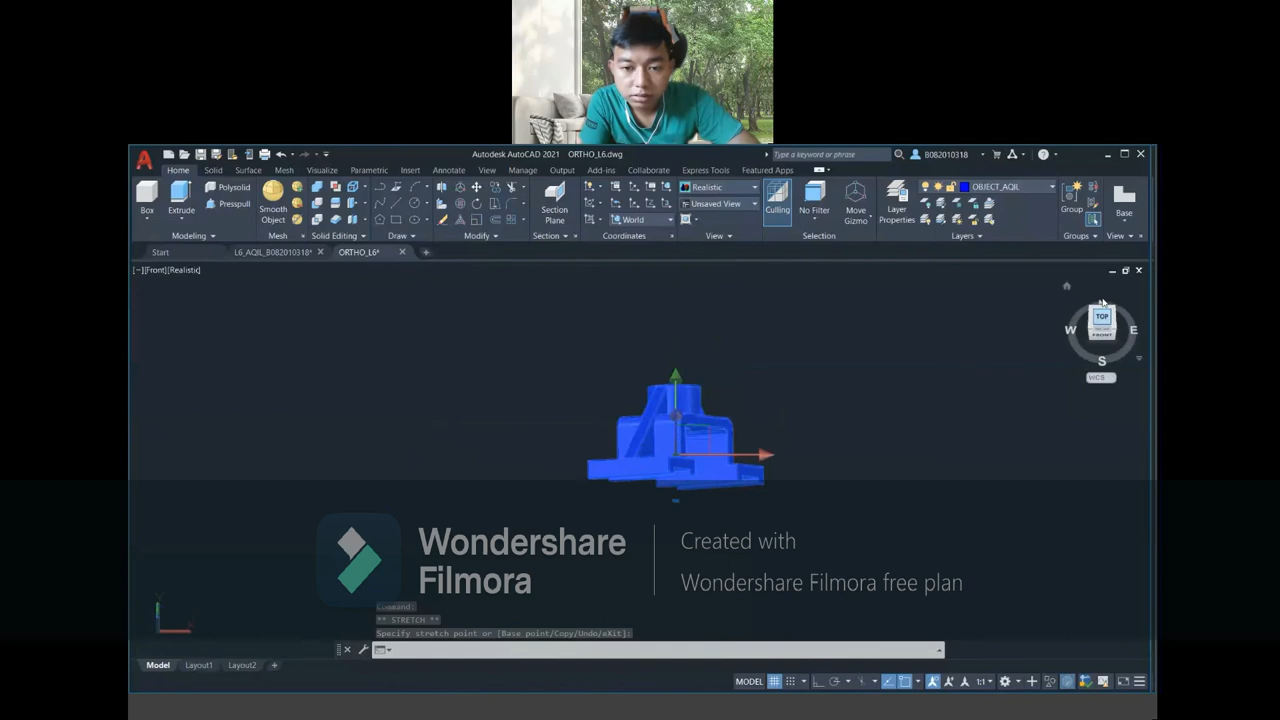 Autodesk AutoCAD 2021 ORTHO_L6.dwg
Type a keyword or phrase
B082010318
Home Solid Surface Mesh Visualize Parametric Insert Annotate View Manage Output Add-ins Collaborate Express Tools Featured Apps
Box
Extrude
Polysolid
Presspull
Smooth
Object
Section
Plane
World
Realistic
Unsaved View
Culling
No Filter
Move
Gizmo
Layer
Properties
OBJECT_AQIL
Group
Base
Modeling Mesh Solid Editing Draw Modify Section Coordinates View Selection Layers Groups View
Start L6_AQIL_B082010318* ORTHO_L6*
[−][Front][Realistic]
TOP
FRONT
W E
S
WCS
Wondershare
Filmora
Created with
Wondershare Filmora free plan
Command:
** STRETCH **
Specify stretch point or [Base point/Copy/Undo/eXit]:
Model Layout1 Layout2 +
MODEL 1:1